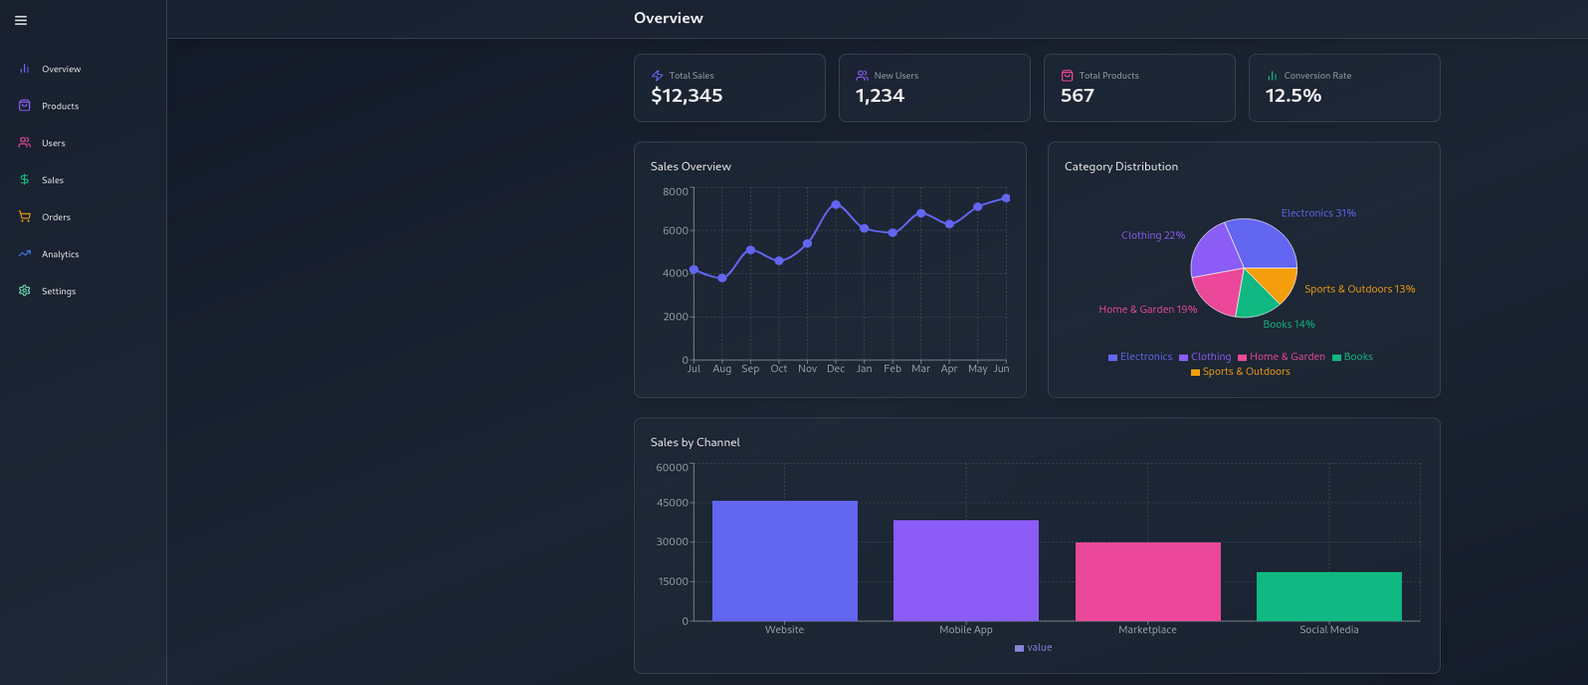 Overview
Overview
Products
Users
Sales
Orders
Analytics
Settings
Total Sales
$12,345
New Users
1,234
Total Products
567
Conversion Rate
12.5%
Sales Overview
8000
6000
4000
2000
0
Jul Aug Sep Oct Nov Dec Jan Feb Mar Apr May Jun
Category Distribution
Electronics 31%
Clothing 22%
Sports & Outdoors 13%
Home & Garden 19%
Books 14%
Electronics Clothing Home & Garden Books
Sports & Outdoors
Sales by Channel
60000
45000
30000
15000
0
Website Mobile App Marketplace Social Media
value